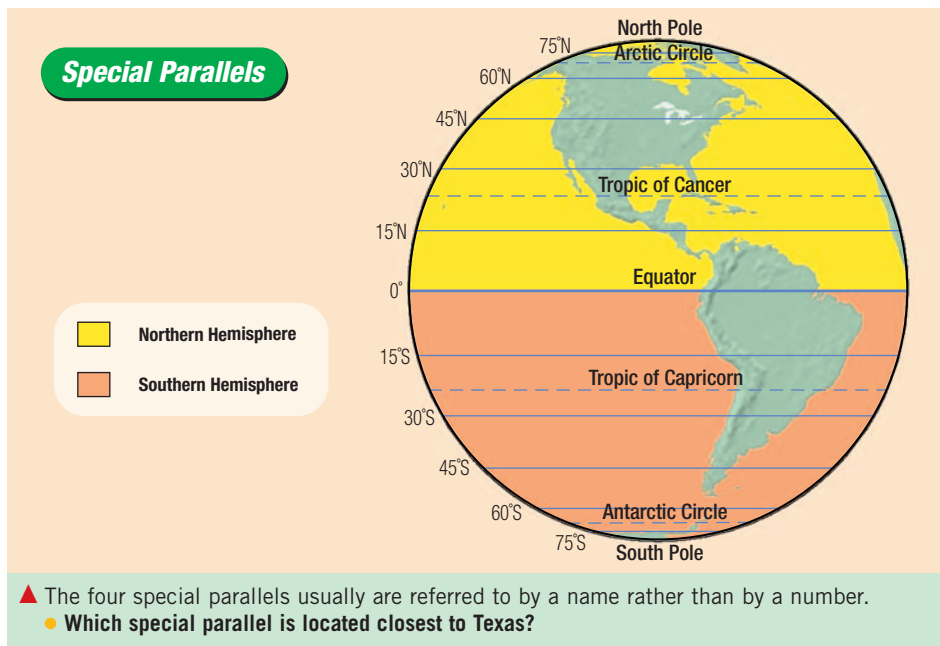 Special Parallels
North Pole
75°N
Arctic Circle
60°N
45°N
30°N
Tropic of Cancer
15°N
Equator
0°
Northern Hemisphere
Southern Hemisphere
15°S
Tropic of Capricorn
30°S
45°S
60°S
Antarctic Circle
75°S
South Pole
The four special parallels usually are referred to by a name rather than by a number.
Which special parallel is located closest to Texas?